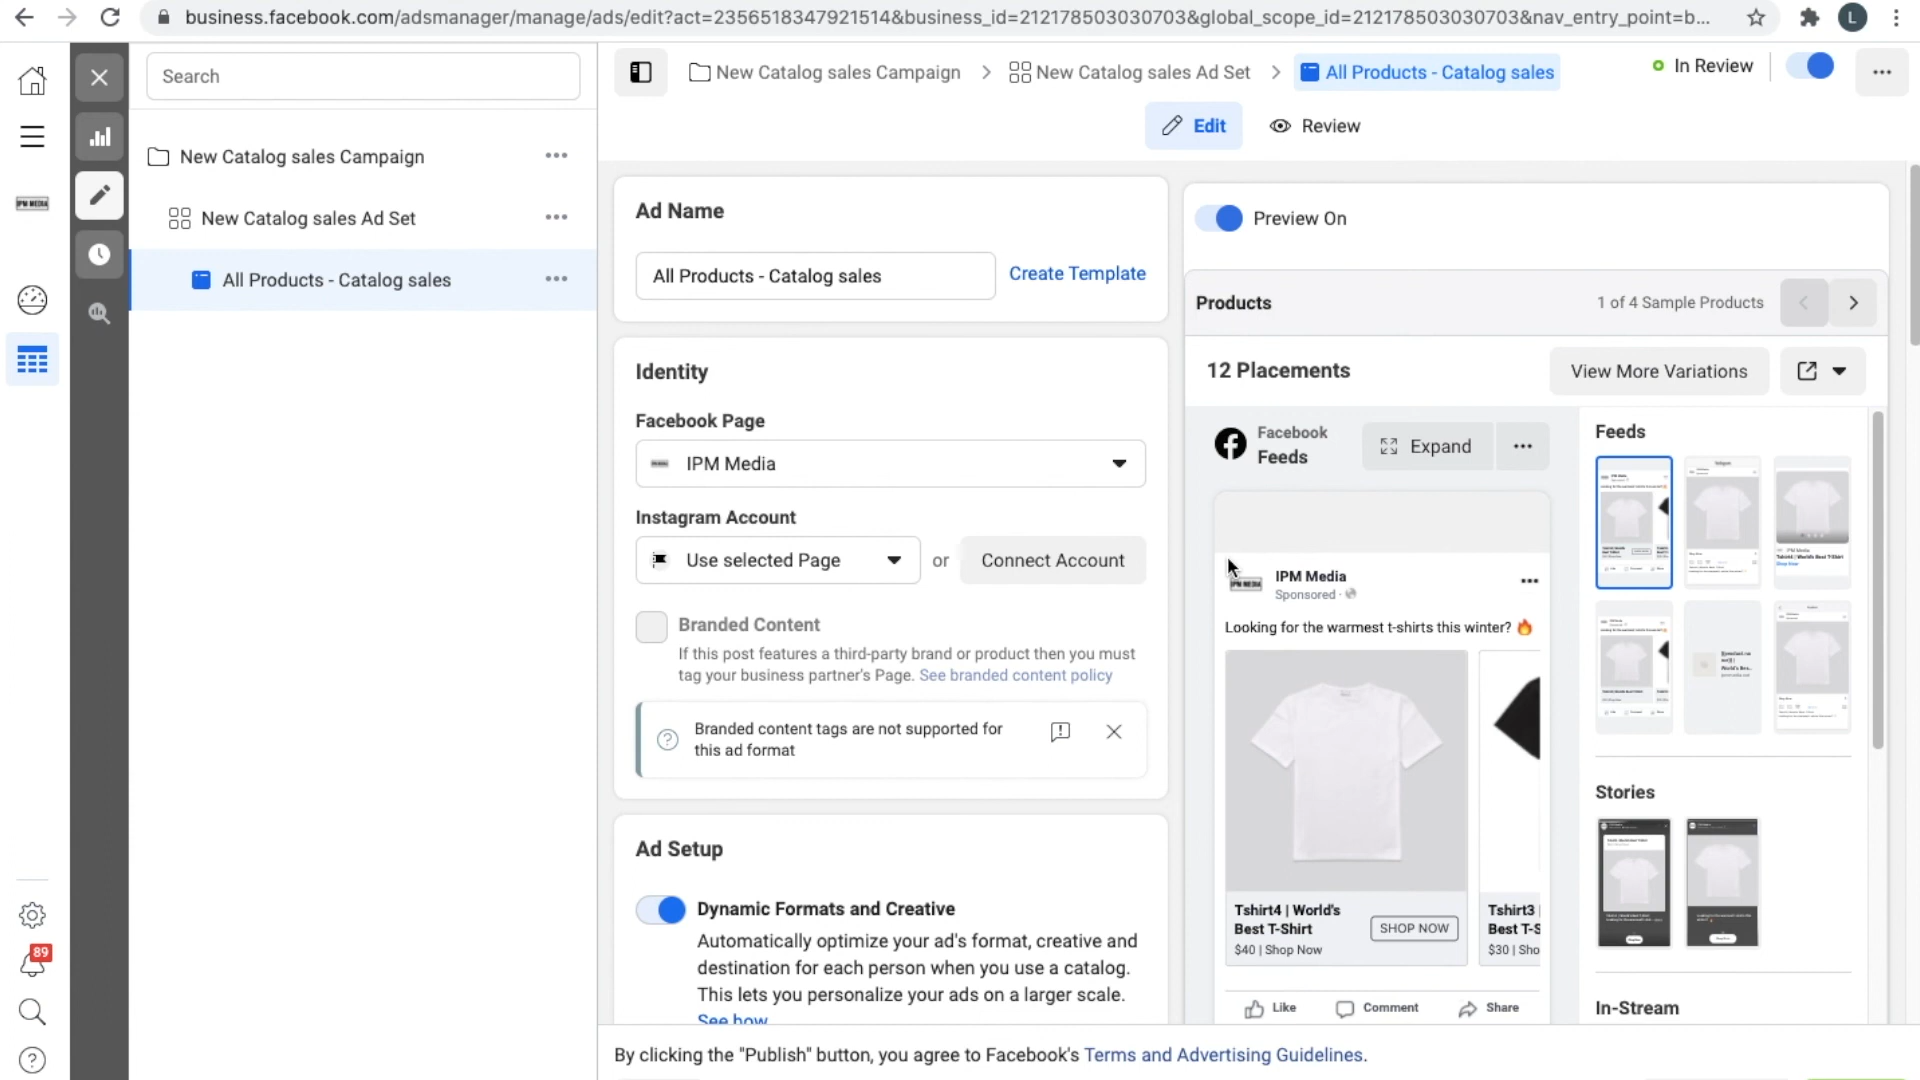 business.facebook.com/adsmanager/manage/ads/edit?act=2356518347921514&business_id=212178503030703&global_scope_id=212178503030703&nav_entry_point=b...
L
Search
New Catalog sales Campaign
New Catalog sales Ad Set
All Products - Catalog sales
In Review
Edit
Review
IPM MEDIA
New Catalog sales Campaign
New Catalog sales Ad Set
All Products - Catalog sales
89
Ad Name
All Products - Catalog sales
Create Template
Identity
Facebook Page
IPM Media
Instagram Account
Use selected Page
or
Connect Account
Branded Content
If this post features a third-party brand or product then you must
tag your business partner's Page. See branded content policy
Branded content tags are not supported for
this ad format
Ad Setup
Dynamic Formats and Creative
Automatically optimize your ad's format, creative and
destination for each person when you use a catalog.
This lets you personalize your ads on a larger scale.
See how
Preview On
Products
1 of 4 Sample Products
12 Placements
View More Variations
Facebook
Feeds
Expand
IPM MEDIA
IPM Media
Sponsored ·
Looking for the warmest t-shirts this winter? 🔥
Tshirt4 | World's
Best T-Shirt
$40 | Shop Now
SHOP NOW
Tshirt3 |
Best T-S
$30 | Sho
Like
Comment
Share
Feeds
Stories
In-Stream
By clicking the "Publish" button, you agree to Facebook's Terms and Advertising Guidelines.